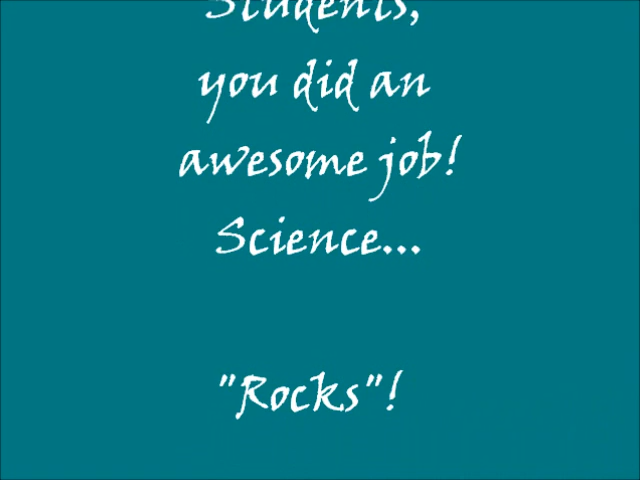 Students,
you did an
awesome job!
Science...
"Rocks"!